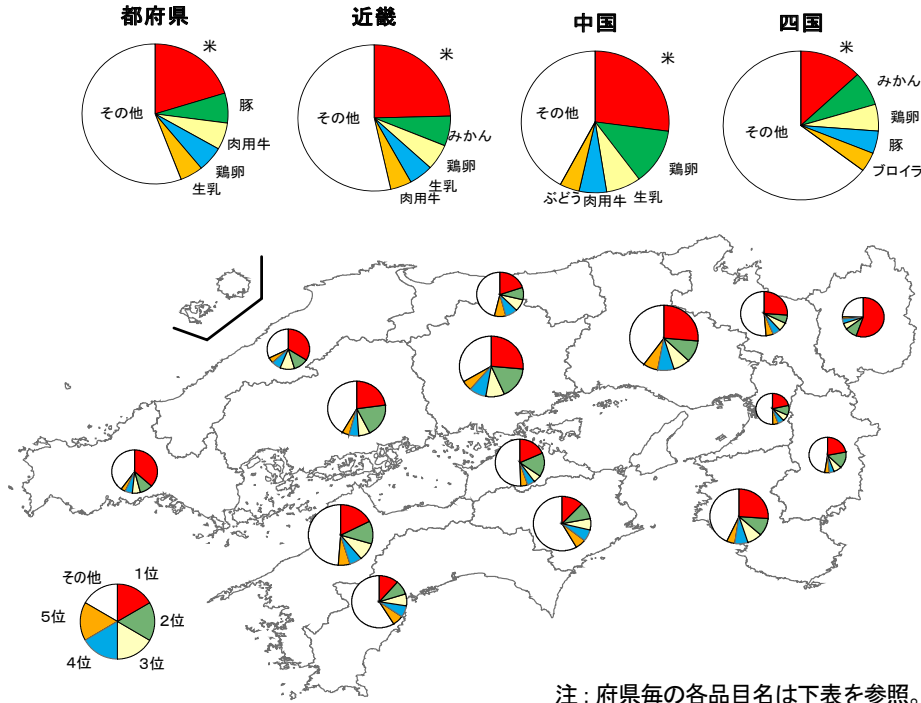 都府県
近畿
中国
四国
米
豚
肉用牛
鶏卵
生乳
その他
米
みかん
鶏卵
生乳
肉用牛
その他
米
鶏卵
生乳
肉用牛
ぶどう
その他
米
みかん
鶏卵
豚
ブロイラ
その他
その他
1位
2位
3位
4位
5位
注：府県毎の各品目名は下表を参照。